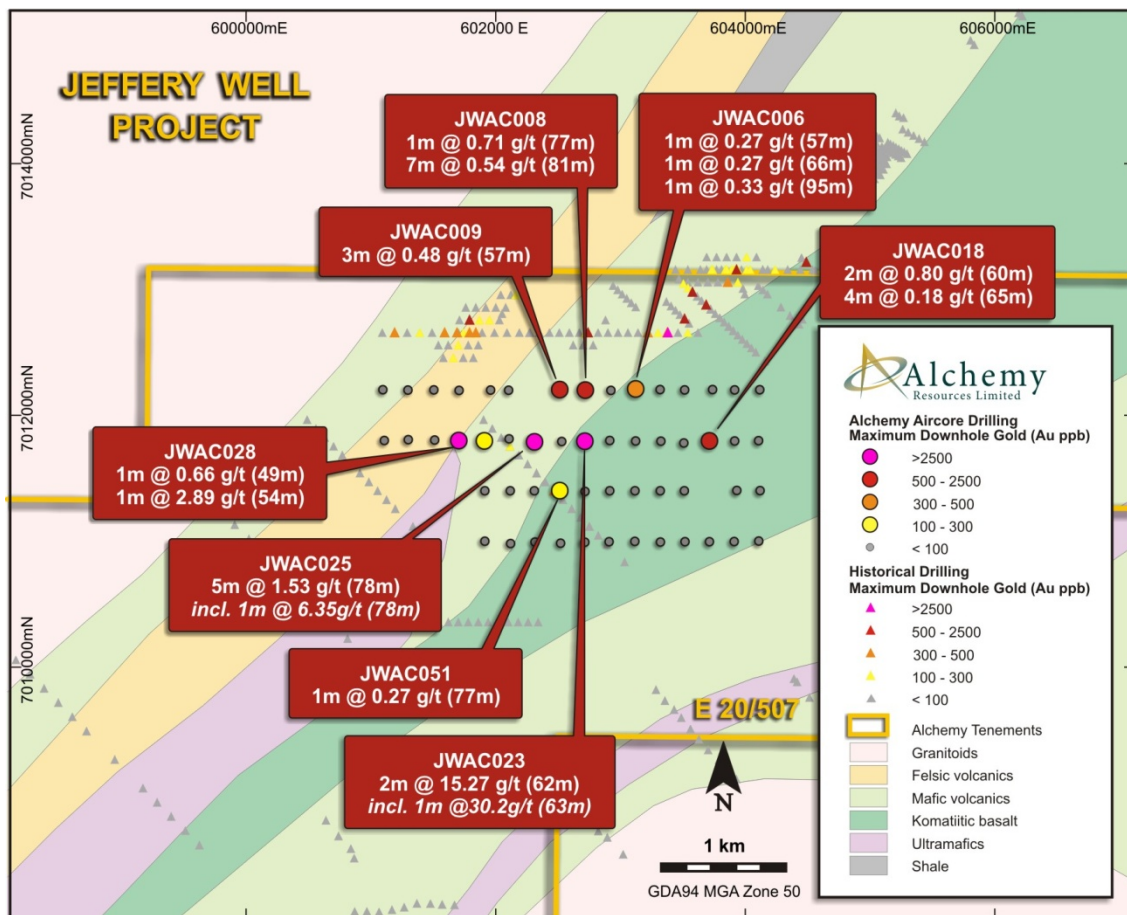 600000mE
602000 E
604000mE
606000mE
JEFFERY WELL
PROJECT
7014000mN
7012000mN
7010000mN
JWAC008
1m @ 0.71 g/t (77m)
7m @ 0.54 g/t (81m)
JWAC006
1m @ 0.27 g/t (57m)
1m @ 0.27 g/t (66m)
1m @ 0.33 g/t (95m)
JWAC009
3m @ 0.48 g/t (57m)
JWAC018
2m @ 0.80 g/t (60m)
4m @ 0.18 g/t (65m)
JWAC028
1m @ 0.66 g/t (49m)
1m @ 2.89 g/t (54m)
JWAC025
5m @ 1.53 g/t (78m)
incl. 1m @ 6.35g/t (78m)
JWAC051
1m @ 0.27 g/t (77m)
JWAC023
2m @ 15.27 g/t (62m)
incl. 1m @30.2g/t (63m)
E 20/507
N
1 km
GDA94 MGA Zone 50
Alchemy
Resources Limited
Alchemy Aircore Drilling
Maximum Downhole Gold (Au ppb)
>2500
500 - 2500
300 - 500
100 - 300
< 100
Historical Drilling
Maximum Downhole Gold (Au ppb)
>2500
500 - 2500
300 - 500
100 - 300
< 100
Alchemy Tenements
Granitoids
Felsic volcanics
Mafic volcanics
Komatiitic basalt
Ultramafics
Shale